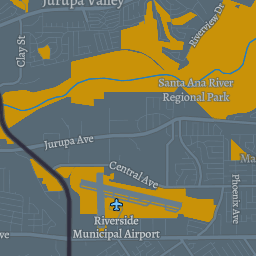 Jurupa Valley
Riverview Dr
Clay St
Santa Ana River
Regional Park
Jurupa Ave
Central Ave
Ma
Phoenix Ave
Riverside
Municipal Airport